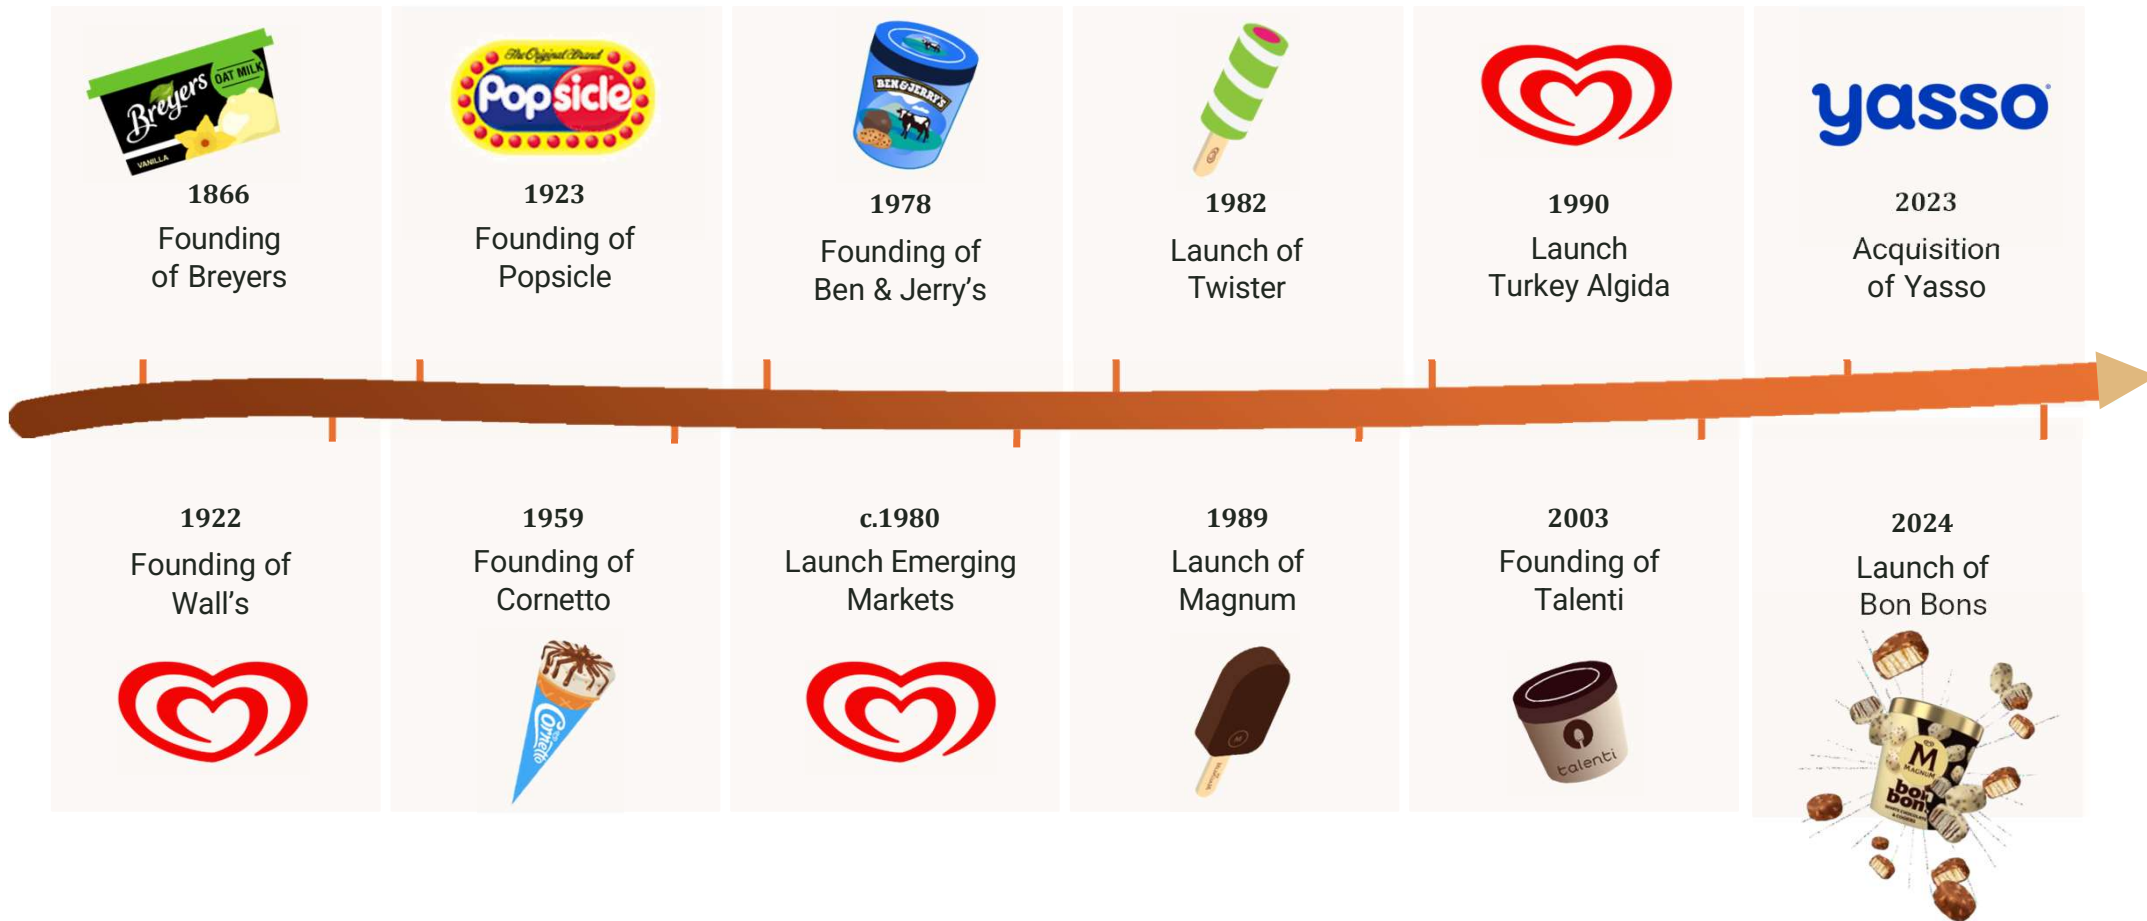 Breyers
OAT MILK
VANILLA
1866
Founding
of Breyers
The Original Brand
Popsicle
1923
Founding of
Popsicle
BEN & JERRY'S
1978
Founding of
Ben & Jerry’s
1982
Launch of
Twister
1990
Launch
Turkey Algida
yasso
2023
Acquisition
of Yasso
1922
Founding of
Wall’s
1959
Founding of
Cornetto
Cornetto
c.1980
Launch Emerging
Markets
1989
Launch of
Magnum
M
2003
Founding of
Talenti
talenti
2024
Launch of
Bon Bons
M
MAGNUM
bon
bons